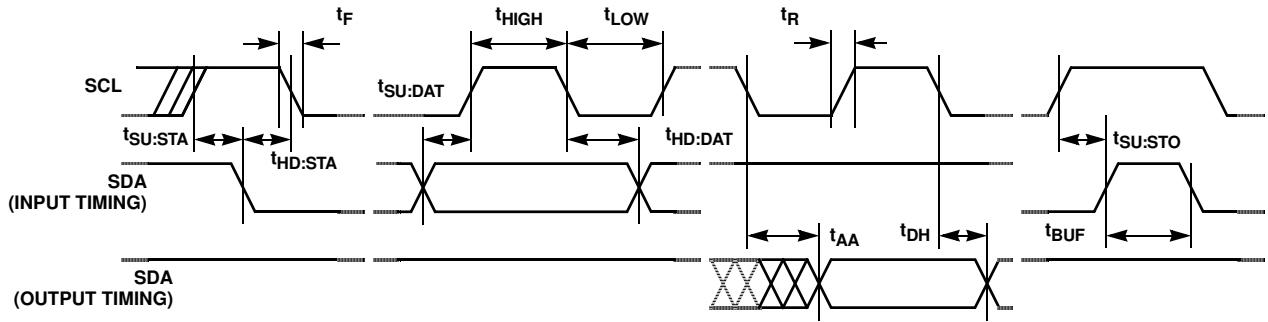 tF
tHIGH
tLOW
tR
SCL
tSU:DAT
tSU:STA
tHD:STA
tHD:DAT
tSU:STO
SDA
(INPUT TIMING)
tAA
tDH
tBUF
SDA
(OUTPUT TIMING)